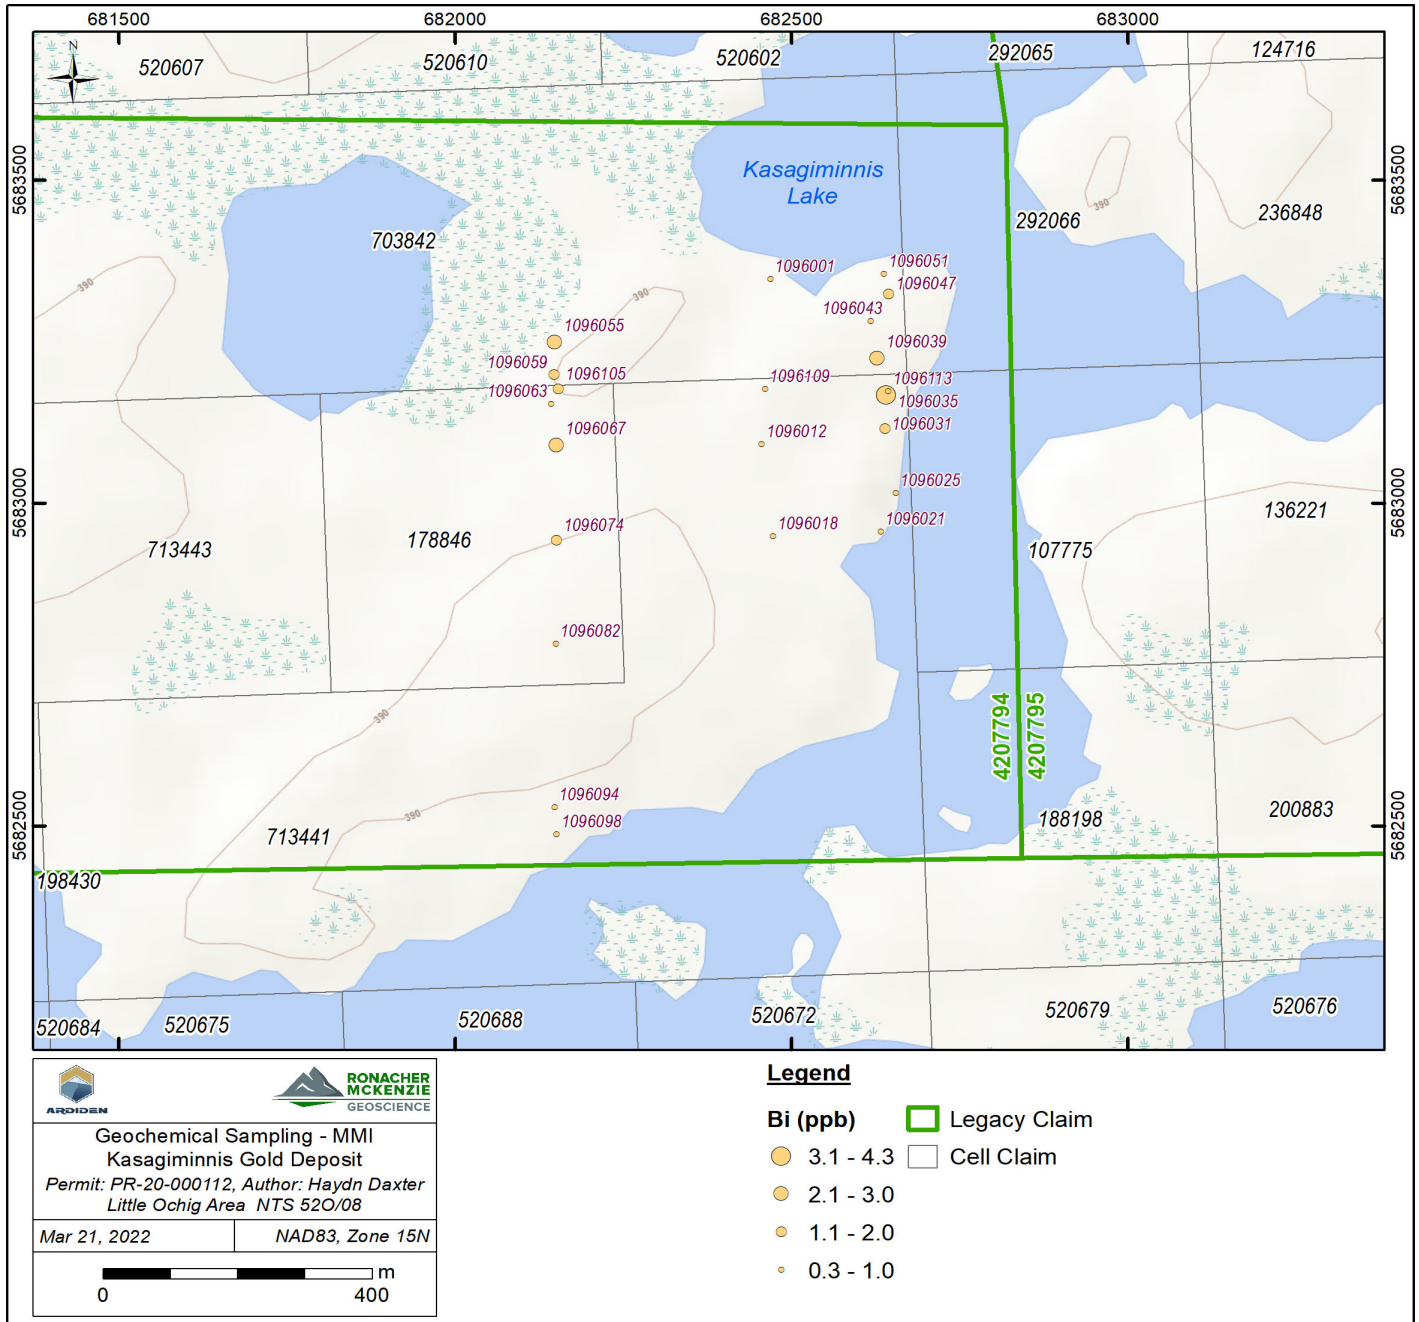 681500
682000
682500
683000
N
520607
520610
520602
292065
124716
5683500
5683500
Kasagiminnis
Lake
703842
292066
236848
390
390
390
1096001
1096051
1096047
1096043
1096055
1096039
1096059
1096105
1096063
1096109
1096113
1096035
1096067
1096012
1096031
5683000
5683000
1096025
1096074
1096018
1096021
136221
713443
178846
107775
1096082
390
4207794
4207795
1096094
1096098
390
5682500
5682500
713441
188198
200883
198430
520684
520675
520688
520672
520679
520676
ARDIDEN
RONACHER
MCKENZIE
GEOSCIENCE
Geochemical Sampling - MMI
Kasagiminnis Gold Deposit
Permit: PR-20-000112, Author: Haydn Daxter
Little Ochig Area NTS 52O/08
Mar 21, 2022
NAD83, Zone 15N
m
0
400
Legend
Bi (ppb)
3.1 - 4.3
2.1 - 3.0
1.1 - 2.0
0.3 - 1.0
Legacy Claim
Cell Claim